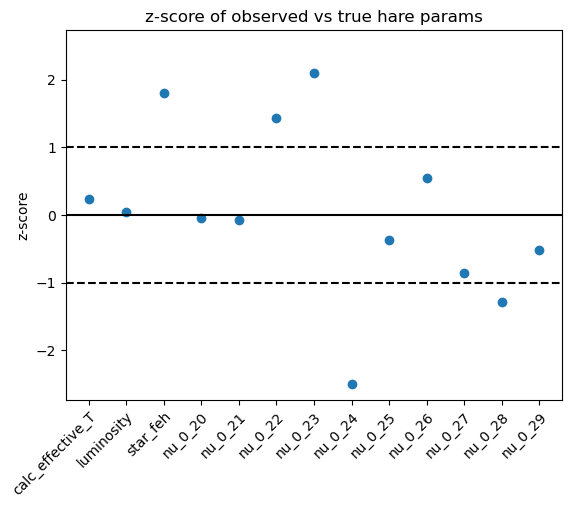 z-score of observed vs true hare params
z-score
2
1
0
−1
−2
calc_effective_T
luminosity
star_feh
nu_0_20
nu_0_21
nu_0_22
nu_0_23
nu_0_24
nu_0_25
nu_0_26
nu_0_27
nu_0_28
nu_0_29